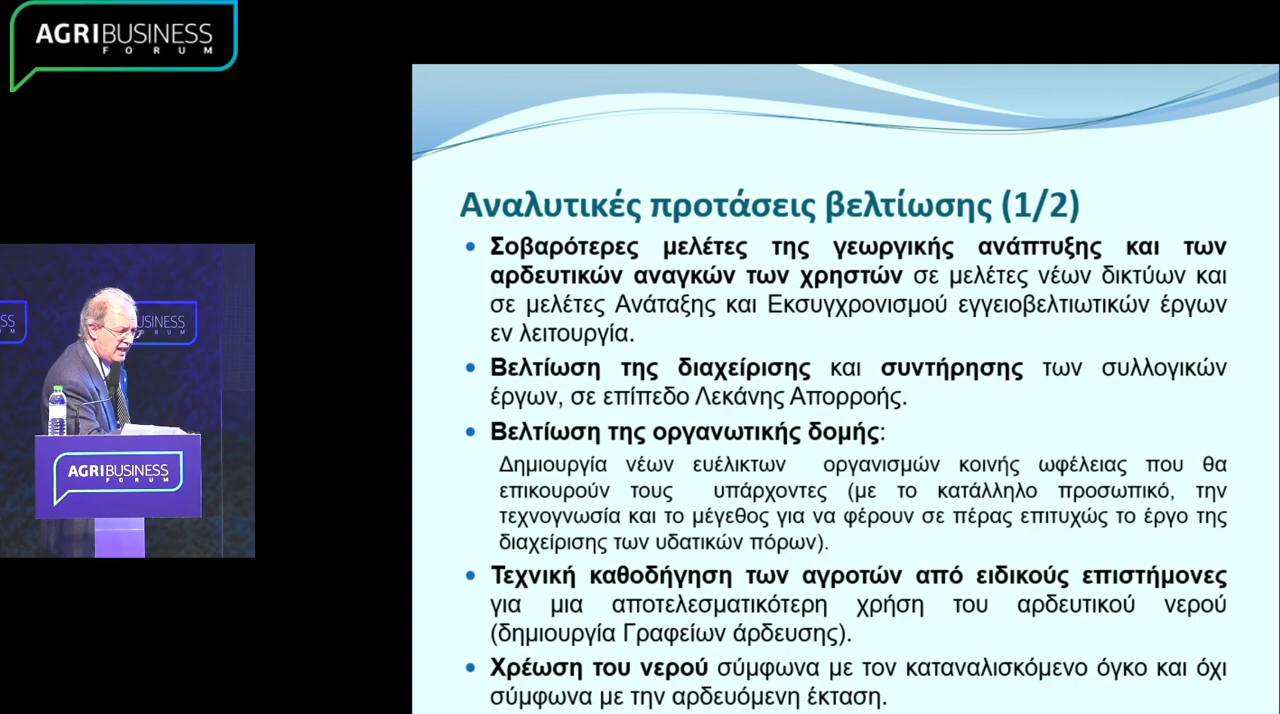 AGRIBUSINESS
FORUM
Αναλυτικές προτάσεις βελτίωσης (1/2)
• Σοβαρότερες μελέτες της γεωργικής ανάπτυξης και των
αρδευτικών αναγκών των χρηστών σε μελέτες νέων δικτύων και
σε μελέτες Ανάταξης και Εκσυγχρονισμού εγγειοβελτιωτικών έργων
εν λειτουργία.
• Βελτίωση της διαχείρισης και συντήρησης των συλλογικών
έργων, σε επίπεδο Λεκάνης Απορροής.
• Βελτίωση της οργανωτικής δομής:
Δημιουργία νέων ευέλικτων οργανισμών κοινής ωφέλειας που θα
επικουρούν τους υπάρχοντες (με το κατάλληλο προσωπικό, την
τεχνογνωσία και το μέγεθος για να φέρουν σε πέρας επιτυχώς το έργο της
διαχείρισης των υδατικών πόρων).
• Τεχνική καθοδήγηση των αγροτών από ειδικούς επιστήμονες
για μια αποτελεσματικότερη χρήση του αρδευτικού νερού
(δημιουργία Γραφείων άρδευσης).
• Χρέωση του νερού σύμφωνα με τον καταναλισκόμενο όγκο και όχι
σύμφωνα με την αρδευόμενη έκταση.
AGRIBUSINESS
FORUM